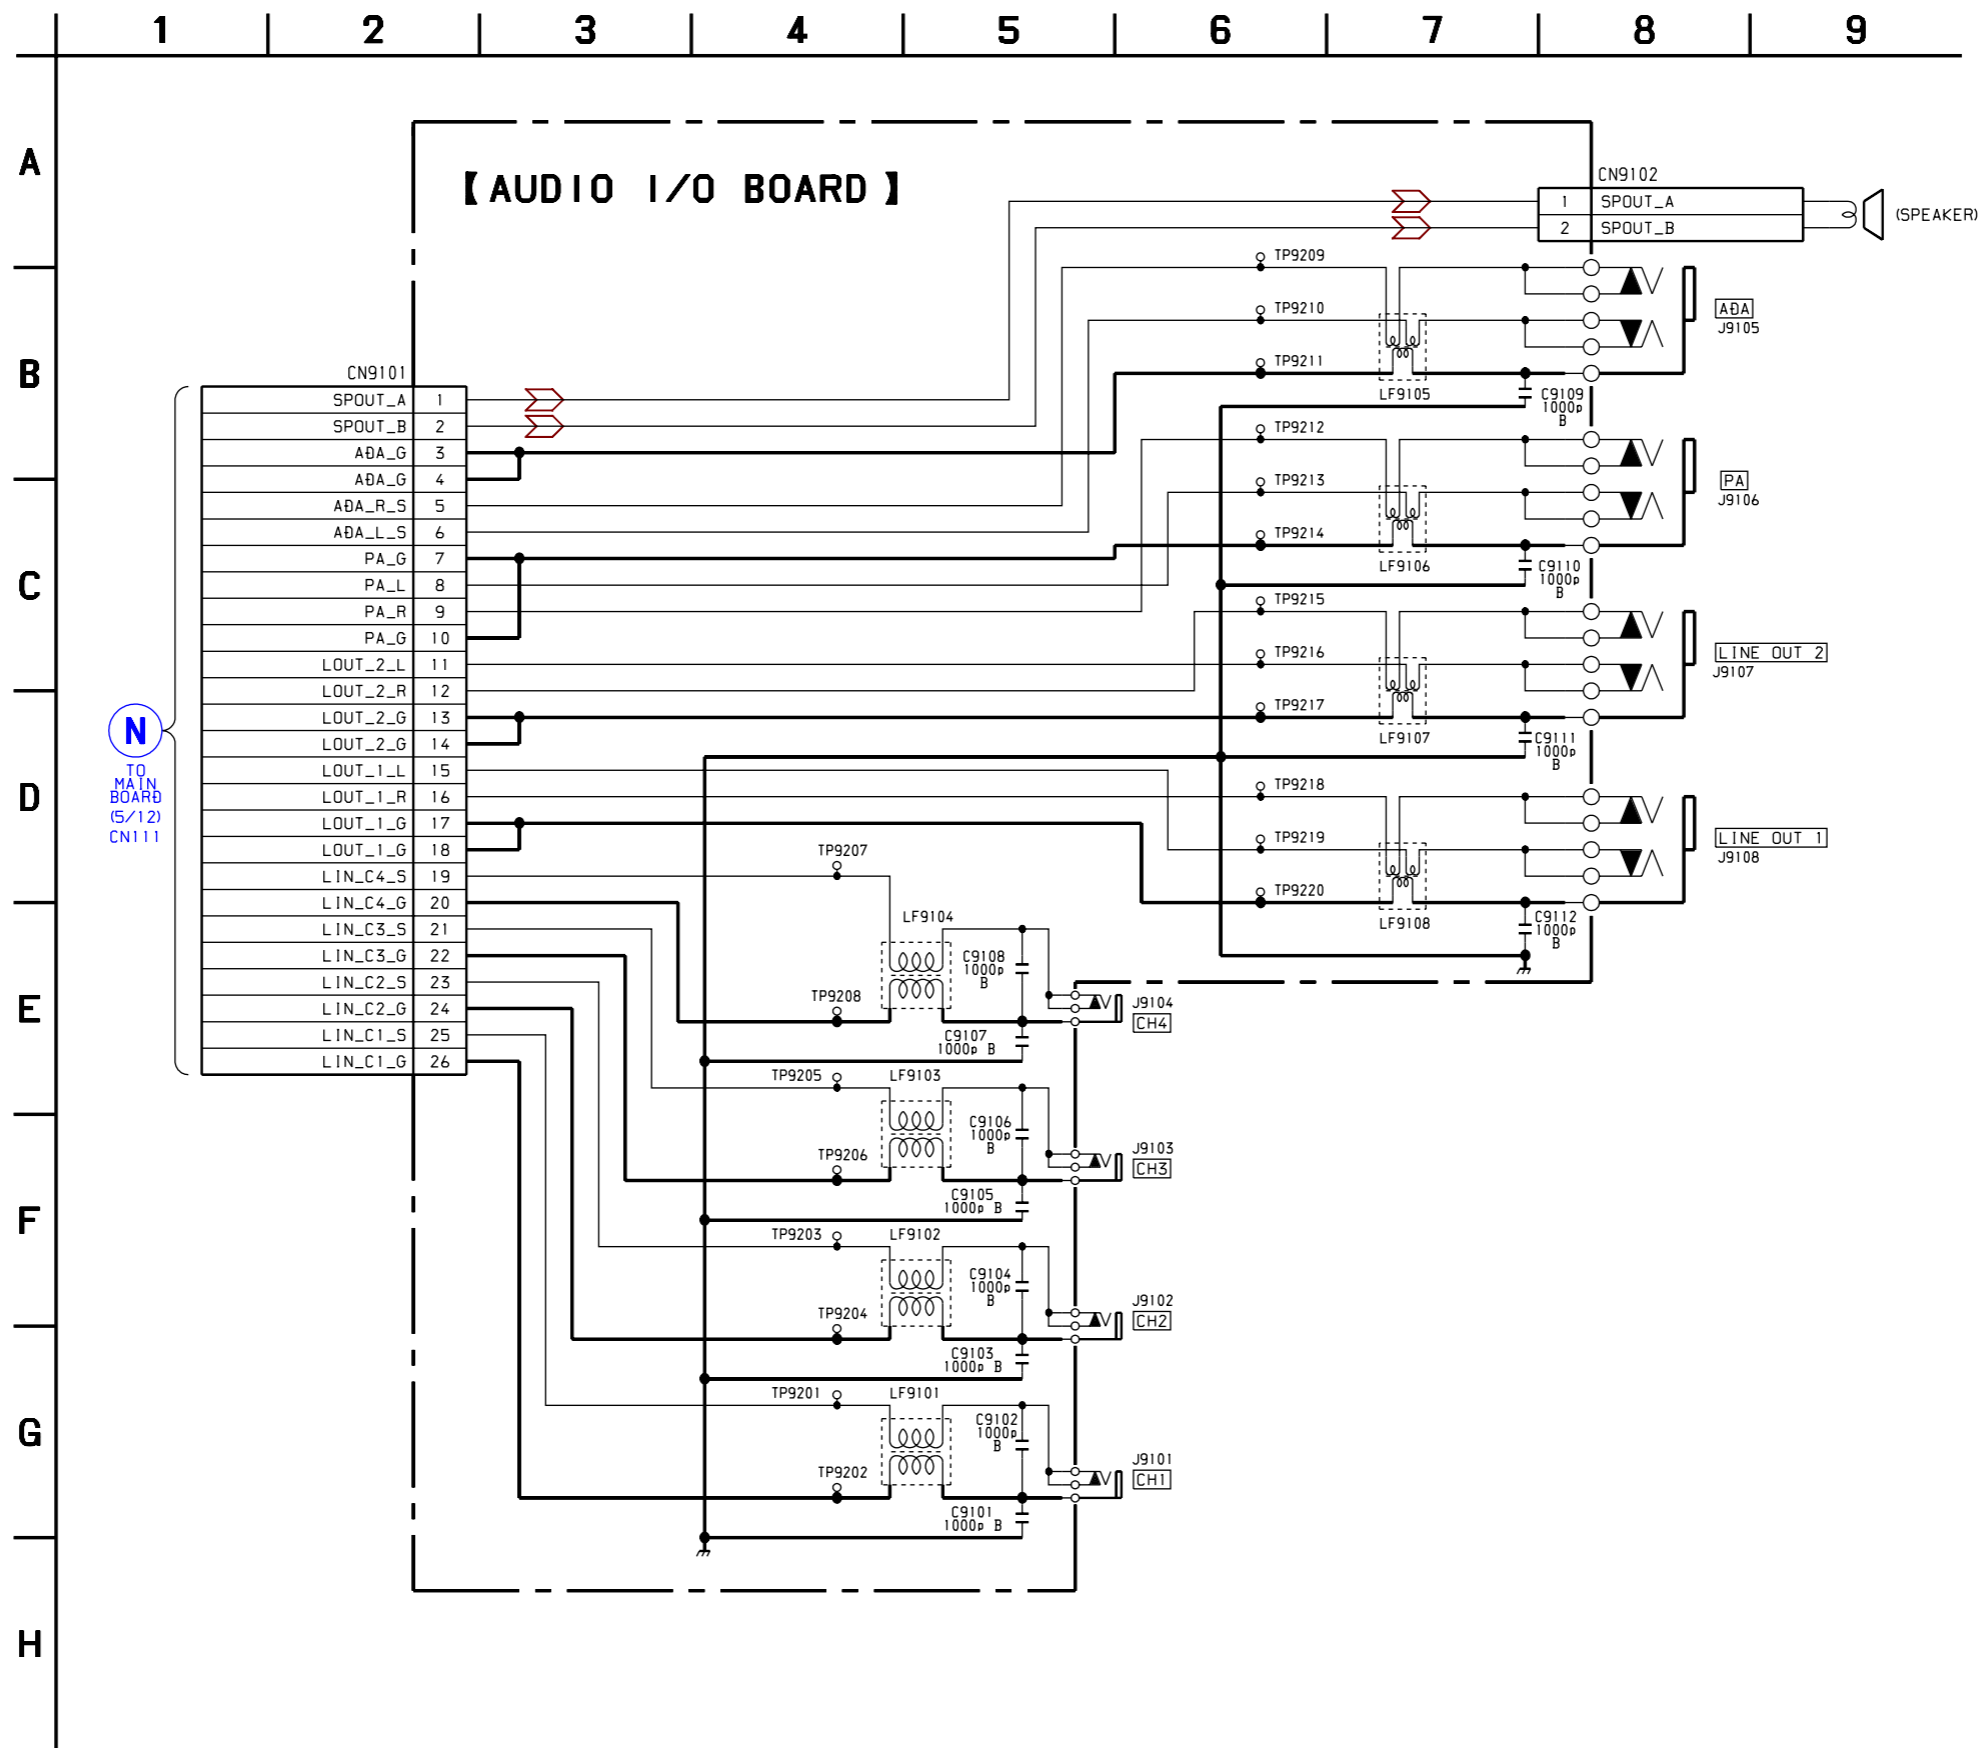 1 2 3 4 5 6 7 8 9
A
B
C
D
E
F
G
H
【 AUDIO I/O BOARD 】
CN9102
1 SPOUT_A
2 SPOUT_B
(SPEAKER)
TP9209
TP9210
TP9211
LF9105
C9109
1000p
B
AĐA
J9105
TP9212
TP9213
TP9214
LF9106
C9110
1000p
B
PA
J9106
TP9215
TP9216
TP9217
LF9107
C9111
1000p
B
LINE OUT 2
J9107
TP9218
TP9219
TP9220
LF9108
C9112
1000p
B
LINE OUT 1
J9108
CN9101
SPOUT_A 1
SPOUT_B 2
AĐA_G 3
AĐA_G 4
AĐA_R_S 5
AĐA_L_S 6
PA_G 7
PA_L 8
PA_R 9
PA_G 10
LOUT_2_L 11
LOUT_2_R 12
LOUT_2_G 13
LOUT_2_G 14
LOUT_1_L 15
LOUT_1_R 16
LOUT_1_G 17
LOUT_1_G 18
LIN_C4_S 19
LIN_C4_G 20
LIN_C3_S 21
LIN_C3_G 22
LIN_C2_S 23
LIN_C2_G 24
LIN_C1_S 25
LIN_C1_G 26
N
TO
MAIN
BOARĐ
(5/12)
CN111
TP9207
LF9104
C9108
1000p
B
TP9208
C9107
1000p B
J9104
CH4
TP9205
LF9103
C9106
1000p
B
TP9206
C9105
1000p B
J9103
CH3
TP9203
LF9102
C9104
1000p
B
TP9204
C9103
1000p B
J9102
CH2
TP9201
LF9101
C9102
1000p
B
TP9202
C9101
1000p B
J9101
CH1